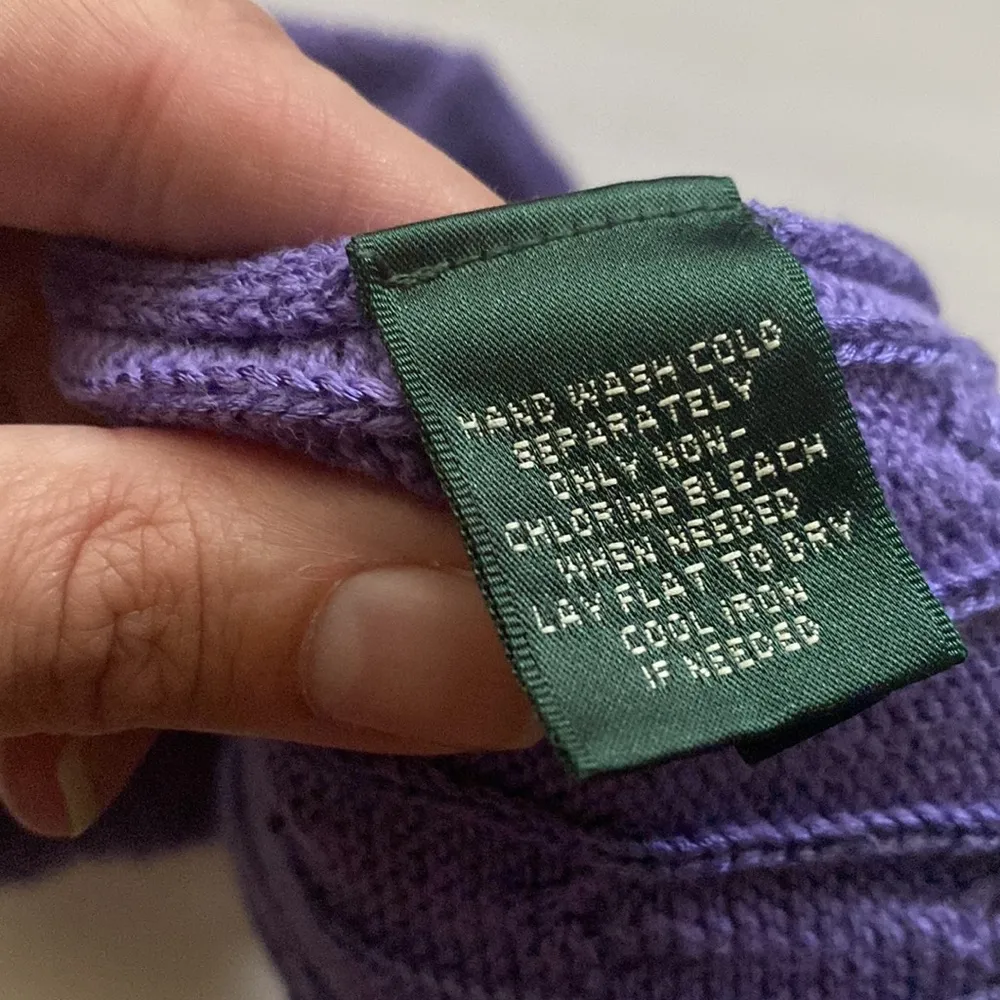 HAND WASH COLD
SEPARATELY
ONLY NON-
CHLORINE BLEACH
WHEN NEEDED
LAY FLAT TO DRY
COOL IRON
IF NEEDED